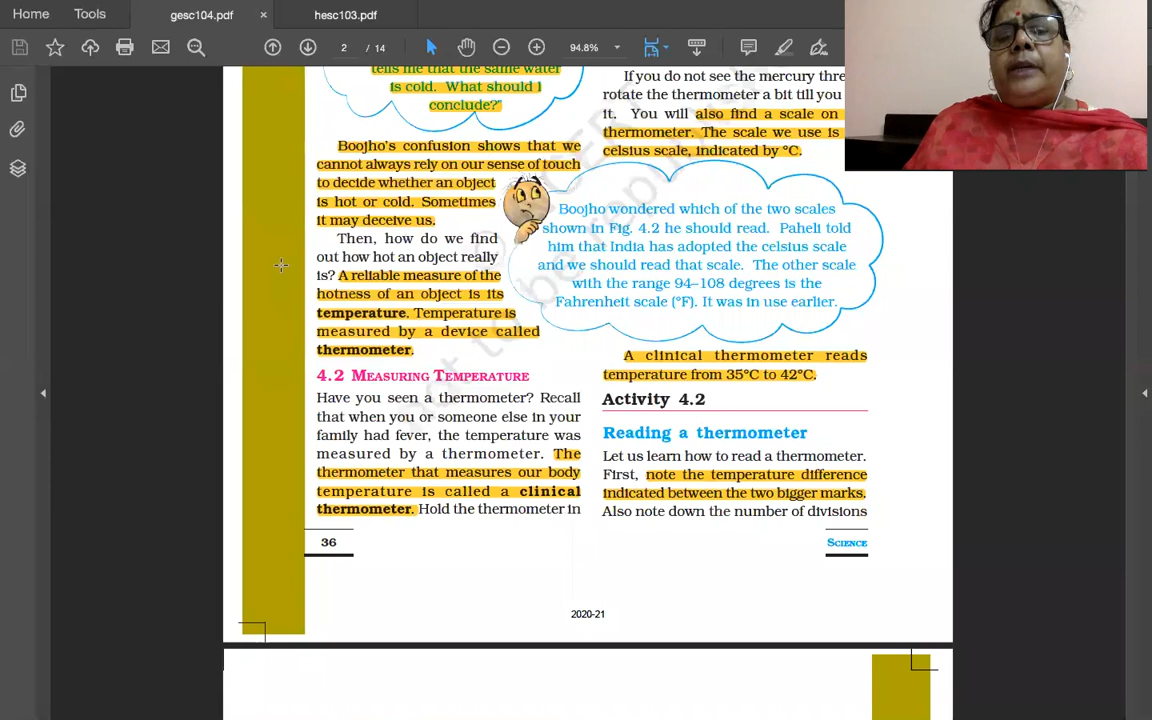 Home
Tools
gesc104.pdf
×
hesc103.pdf
2 / 14
94.8%
tells me that the same water
is cold. What should I
conclude?"
Boojho's confusion shows that we
cannot always rely on our sense of touch
to decide whether an object
is hot or cold. Sometimes
it may deceive us.
Then, how do we find
out how hot an object really
is? A reliable measure of the
hotness of an object is its
temperature. Temperature is
measured by a device called
thermometer.
4.2 MEASURING TEMPERATURE
Have you seen a thermometer? Recall
that when you or someone else in your
family had fever, the temperature was
measured by a thermometer. The
thermometer that measures our body
temperature is called a clinical
thermometer. Hold the thermometer in
36
If you do not see the mercury thre
rotate the thermometer a bit till you
it. You will also find a scale on
thermometer. The scale we use is
celsius scale, indicated by °C.
Boojho wondered which of the two scales
shown in Fig. 4.2 he should read. Paheli told
him that India has adopted the celsius scale
and we should read that scale. The other scale
with the range 94–108 degrees is the
Fahrenheit scale (°F). It was in use earlier.
A clinical thermometer reads
temperature from 35°C to 42°C.
Activity 4.2
Reading a thermometer
Let us learn how to read a thermometer.
First, note the temperature difference
indicated between the two bigger marks.
Also note down the number of divisions
SCIENCE
2020-21